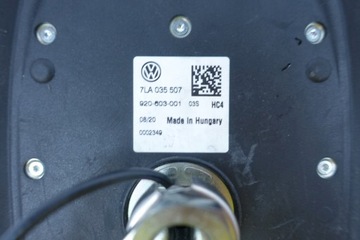 7LA 035 507
920-603-001 03S HC4
08/20 Made in Hungary
0002349